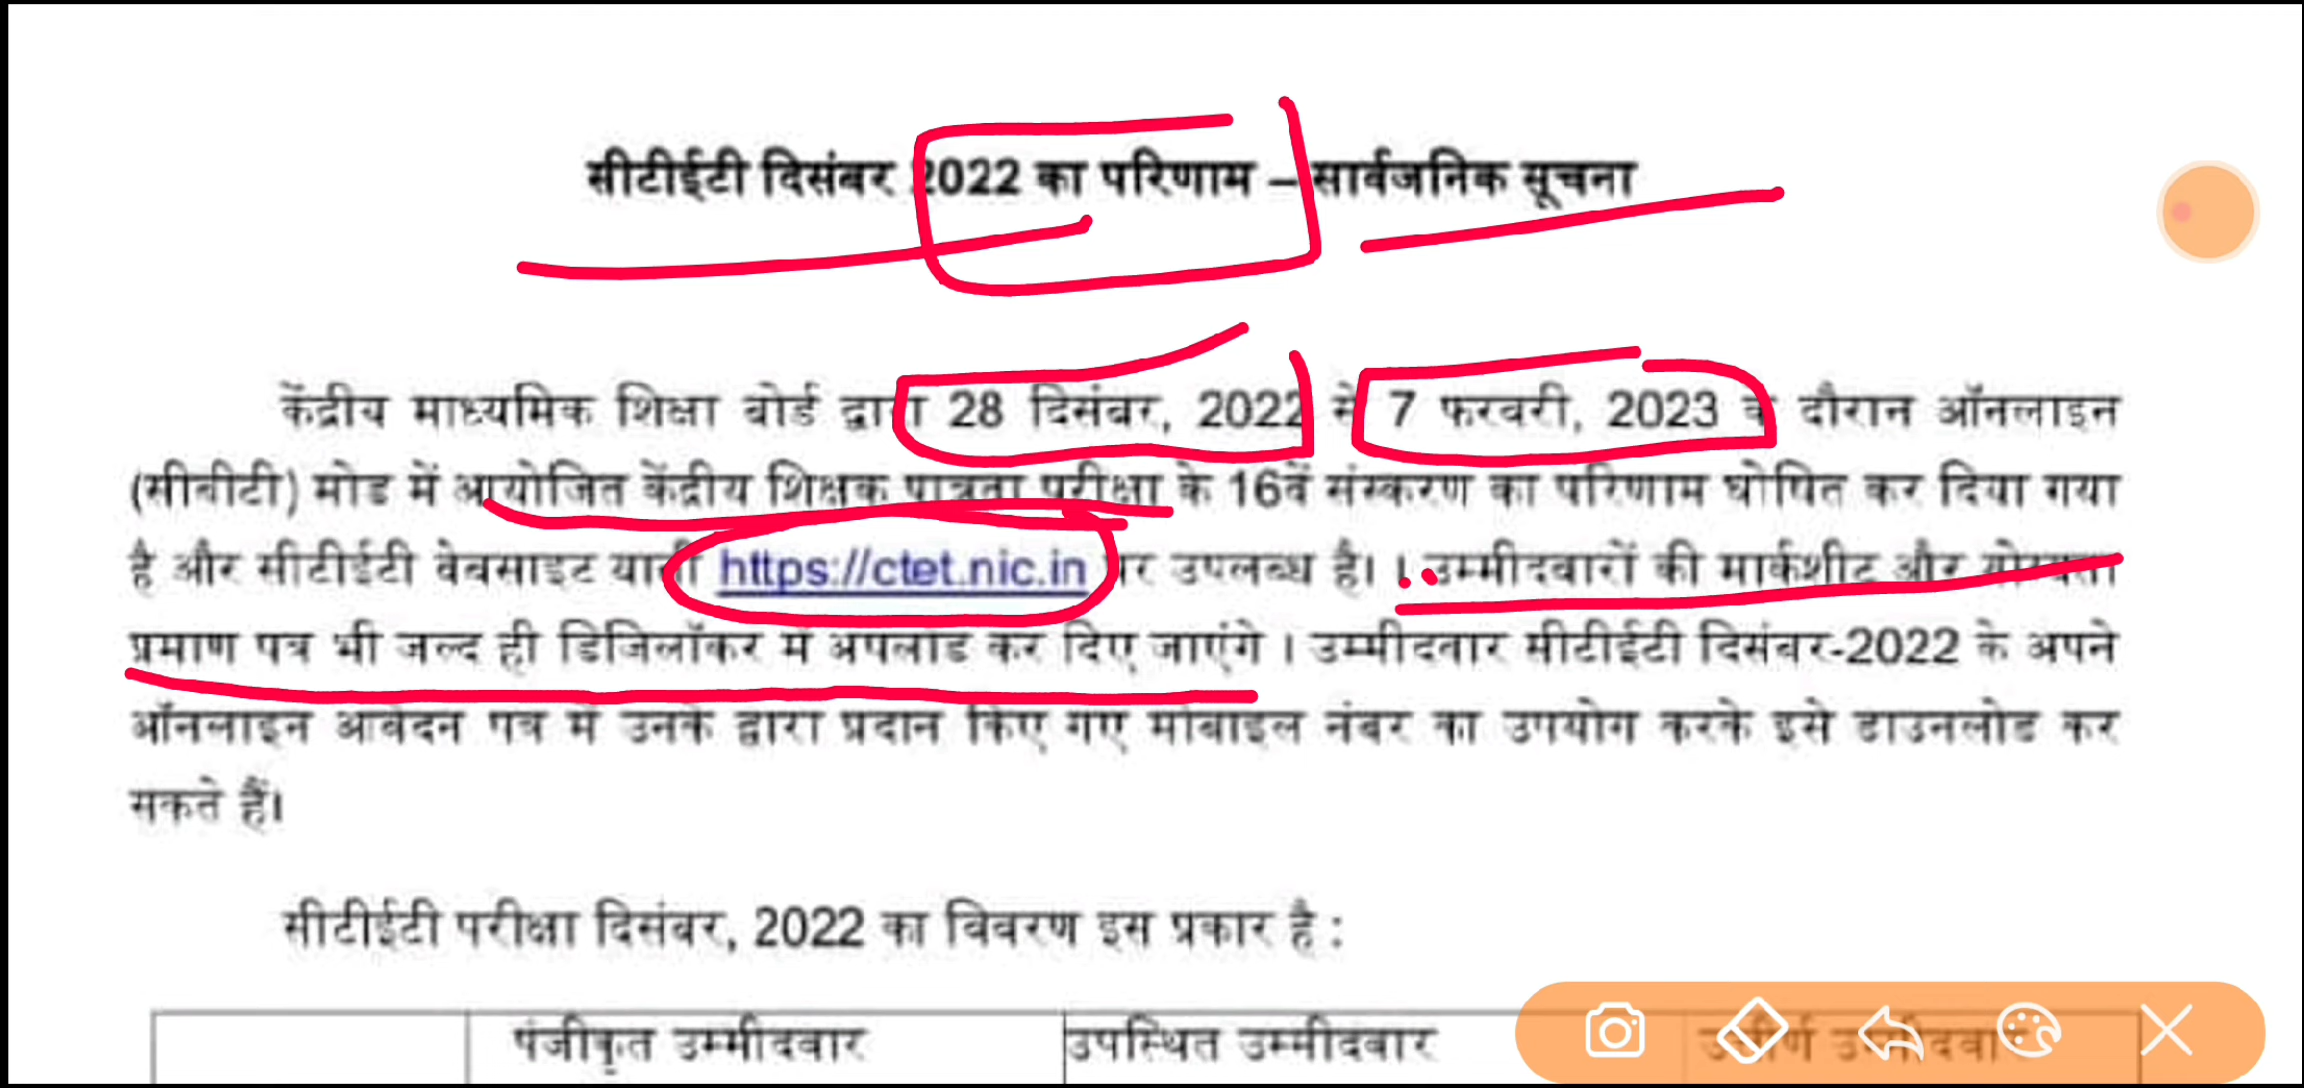 सीटीईटी दिसंबर 2022 का परिणाम – सार्वजनिक सूचना
केंद्रीय माध्यमिक शिक्षा बोर्ड द्वारा 28 दिसंबर, 2022 से 7 फरवरी, 2023 के दौरान ऑनलाइन
(सीबीटी) मोड में आयोजित केंद्रीय शिक्षक पात्रता परीक्षा के 16वें संस्करण का परिणाम घोषित कर दिया गया
है और सीटीईटी वेबसाइट यानी https://ctet.nic.in पर उपलब्ध है। । उम्मीदवारों की मार्कशीट और योग्यता
प्रमाण पत्र भी जल्द ही डिजिलॉकर में अपलोड कर दिए जाएंगे । उम्मीदवार सीटीईटी दिसंबर-2022 के अपने
ऑनलाइन आवेदन पत्र में उनके द्वारा प्रदान किए गए मोबाइल नंबर का उपयोग करके इसे डाउनलोड कर
सकते हैं।
सीटीईटी परीक्षा दिसंबर, 2022 का विवरण इस प्रकार है :
पंजीकृत उम्मीदवार उपस्थित उम्मीदवार उत्तीर्ण उम्मीदवार